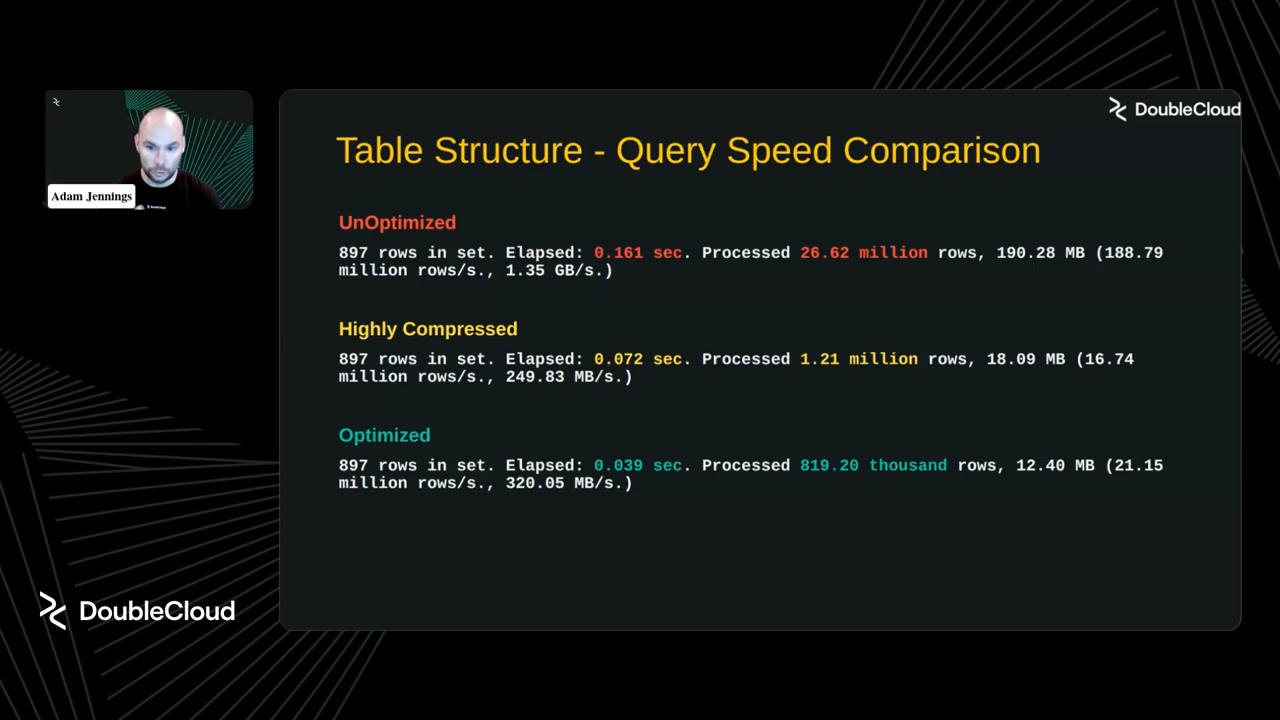 DoubleCloud
Table Structure - Query Speed Comparison
Adam Jennings
UnOptimized
897 rows in set. Elapsed: 0.161 sec. Processed 26.62 million rows, 190.28 MB (188.79
million rows/s., 1.35 GB/s.)
Highly Compressed
897 rows in set. Elapsed: 0.072 sec. Processed 1.21 million rows, 18.09 MB (16.74
million rows/s., 249.83 MB/s.)
Optimized
897 rows in set. Elapsed: 0.039 sec. Processed 819.20 thousand rows, 12.40 MB (21.15
million rows/s., 320.05 MB/s.)
DoubleCloud